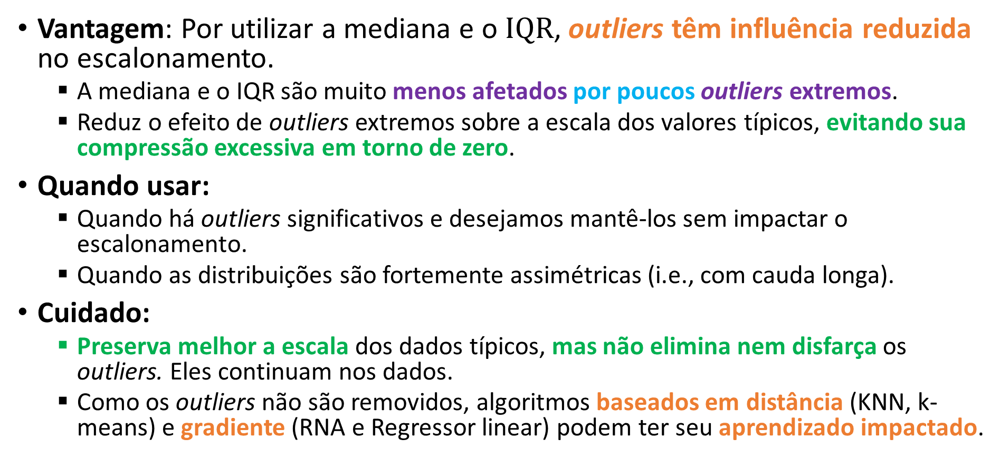 • Vantagem: Por utilizar a mediana e o IQR, outliers têm influência reduzida
no escalonamento.
▪ A mediana e o IQR são muito menos afetados por poucos outliers extremos.
▪ Reduz o efeito de outliers extremos sobre a escala dos valores típicos, evitando sua
compressão excessiva em torno de zero.
• Quando usar:
▪ Quando há outliers significativos e desejamos mantê-los sem impactar o
escalonamento.
▪ Quando as distribuições são fortemente assimétricas (i.e., com cauda longa).
• Cuidado:
▪ Preserva melhor a escala dos dados típicos, mas não elimina nem disfarça os
outliers. Eles continuam nos dados.
▪ Como os outliers não são removidos, algoritmos baseados em distância (KNN, k-
means) e gradiente (RNA e Regressor linear) podem ter seu aprendizado impactado.